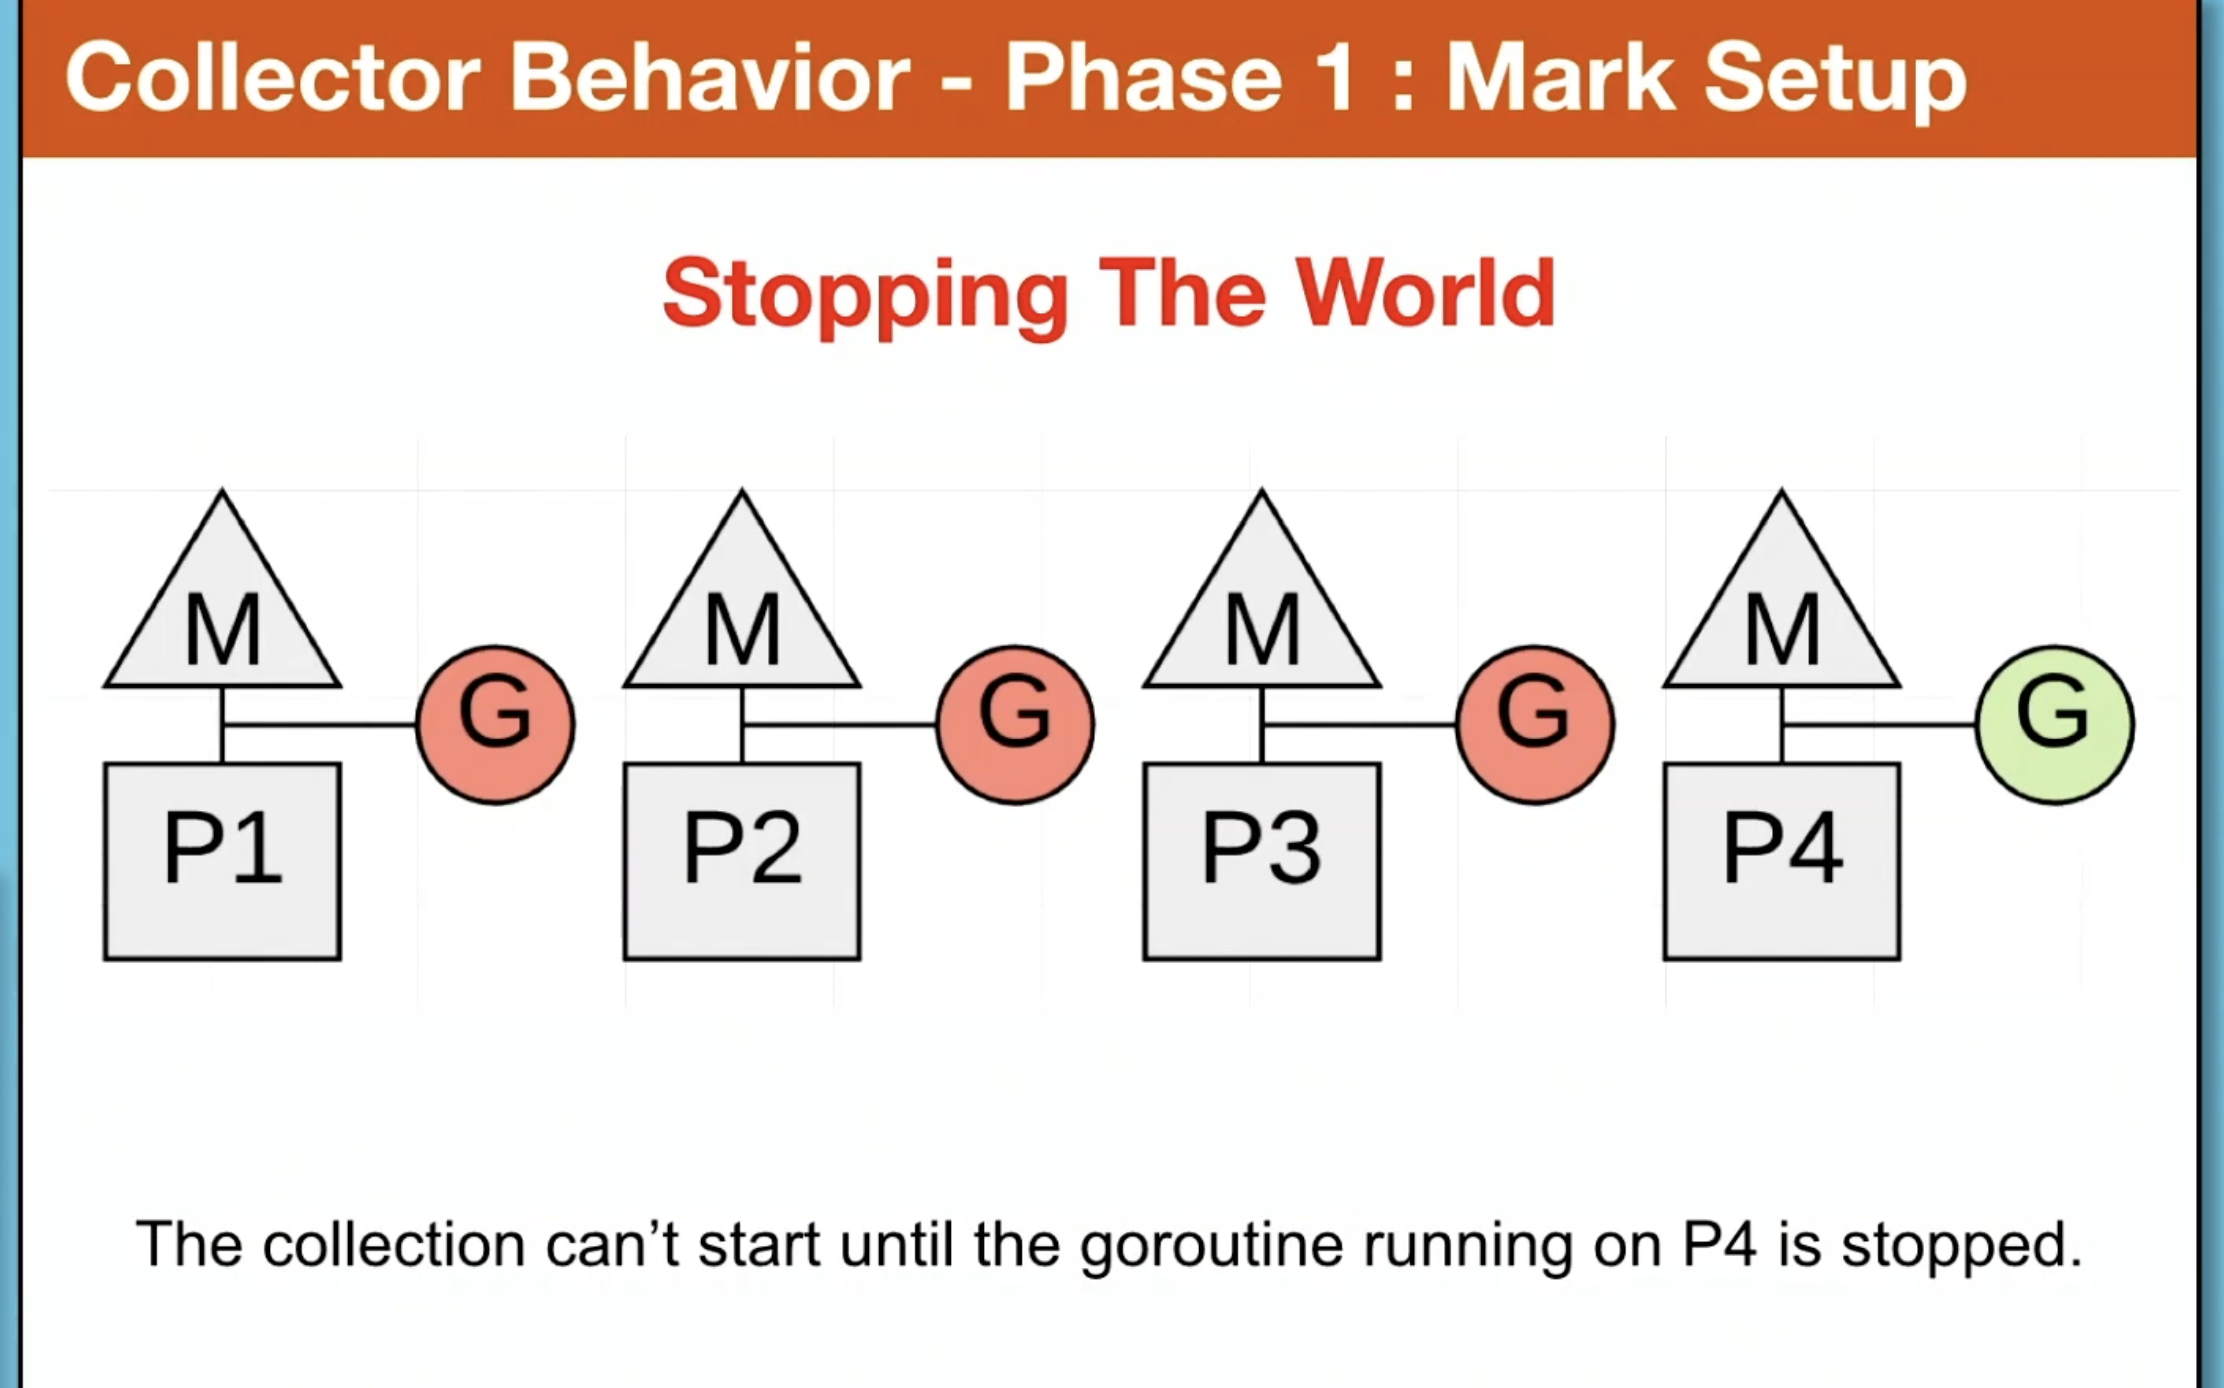 Collector Behavior - Phase 1 : Mark Setup
Stopping The World
M M M M
G G G G
P1 P2 P3 P4
The collection can’t start until the goroutine running on P4 is stopped.